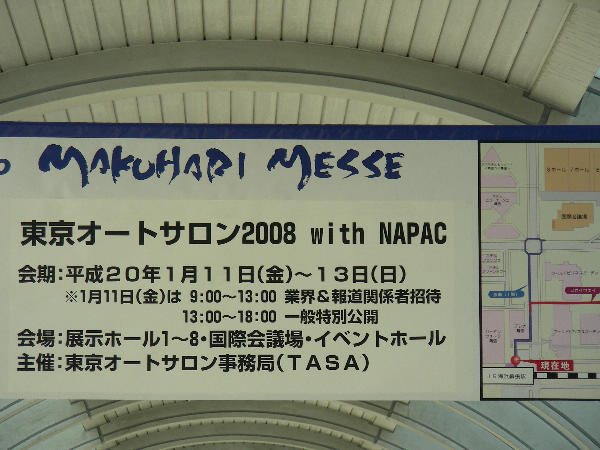 MAKUHARI MESSE
東京オートサロン2008 with NAPAC
会期:平成20年1月11日(金)～13日(日)
※1月11日(金)は 9:00～13:00 業界&報道関係者招待
13:00～18:00 一般特別公開
会場:展示ホール1～8・国際会議場・イベントホール
主催:東京オートサロン事務局(TASA)
国際会議場
現在地